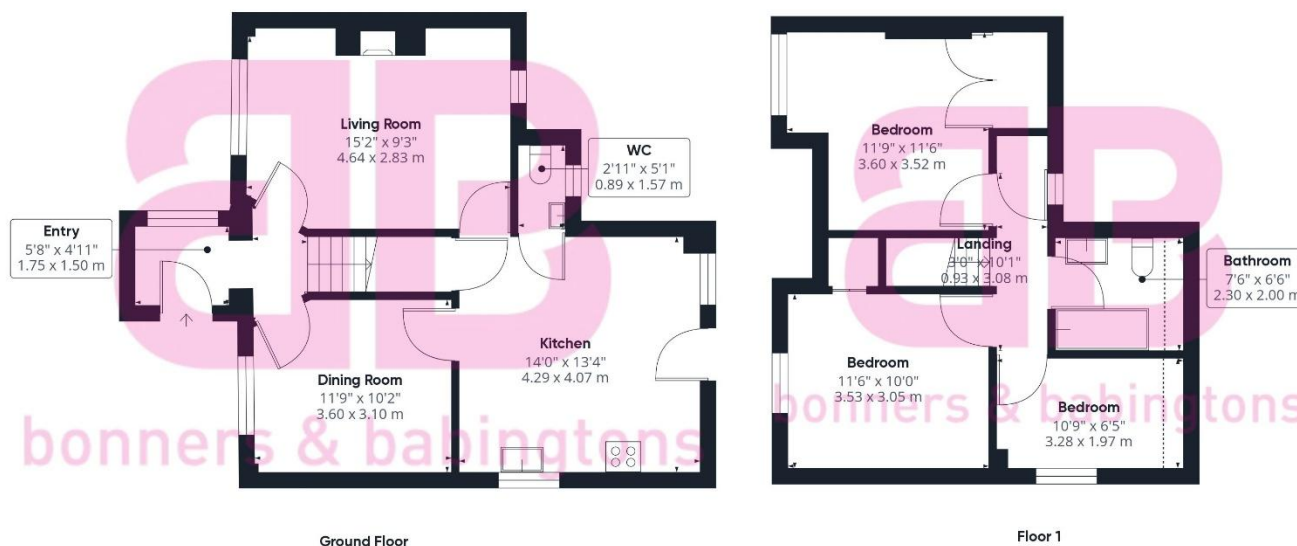 Living Room
15'2" x 9'3"
4.64 x 2.83 m
WC
2'11" x 5'1"
0.89 x 1.57 m
Entry
5'8" x 4'11"
1.75 x 1.50 m
Kitchen
14'0" x 13'4"
4.29 x 4.07 m
Dining Room
11'9" x 10'2"
3.60 x 3.10 m
bonners & babingtons
Ground Floor
Bedroom
11'9" x 11'6"
3.60 x 3.52 m
Landing
3'0" x 10'1"
0.93 x 3.08 m
Bathroom
7'6" x 6'6"
2.30 x 2.00 m
Bedroom
11'6" x 10'0"
3.53 x 3.05 m
Bedroom
10'9" x 6'5"
3.28 x 1.97 m
bonners & babingtons
Floor 1